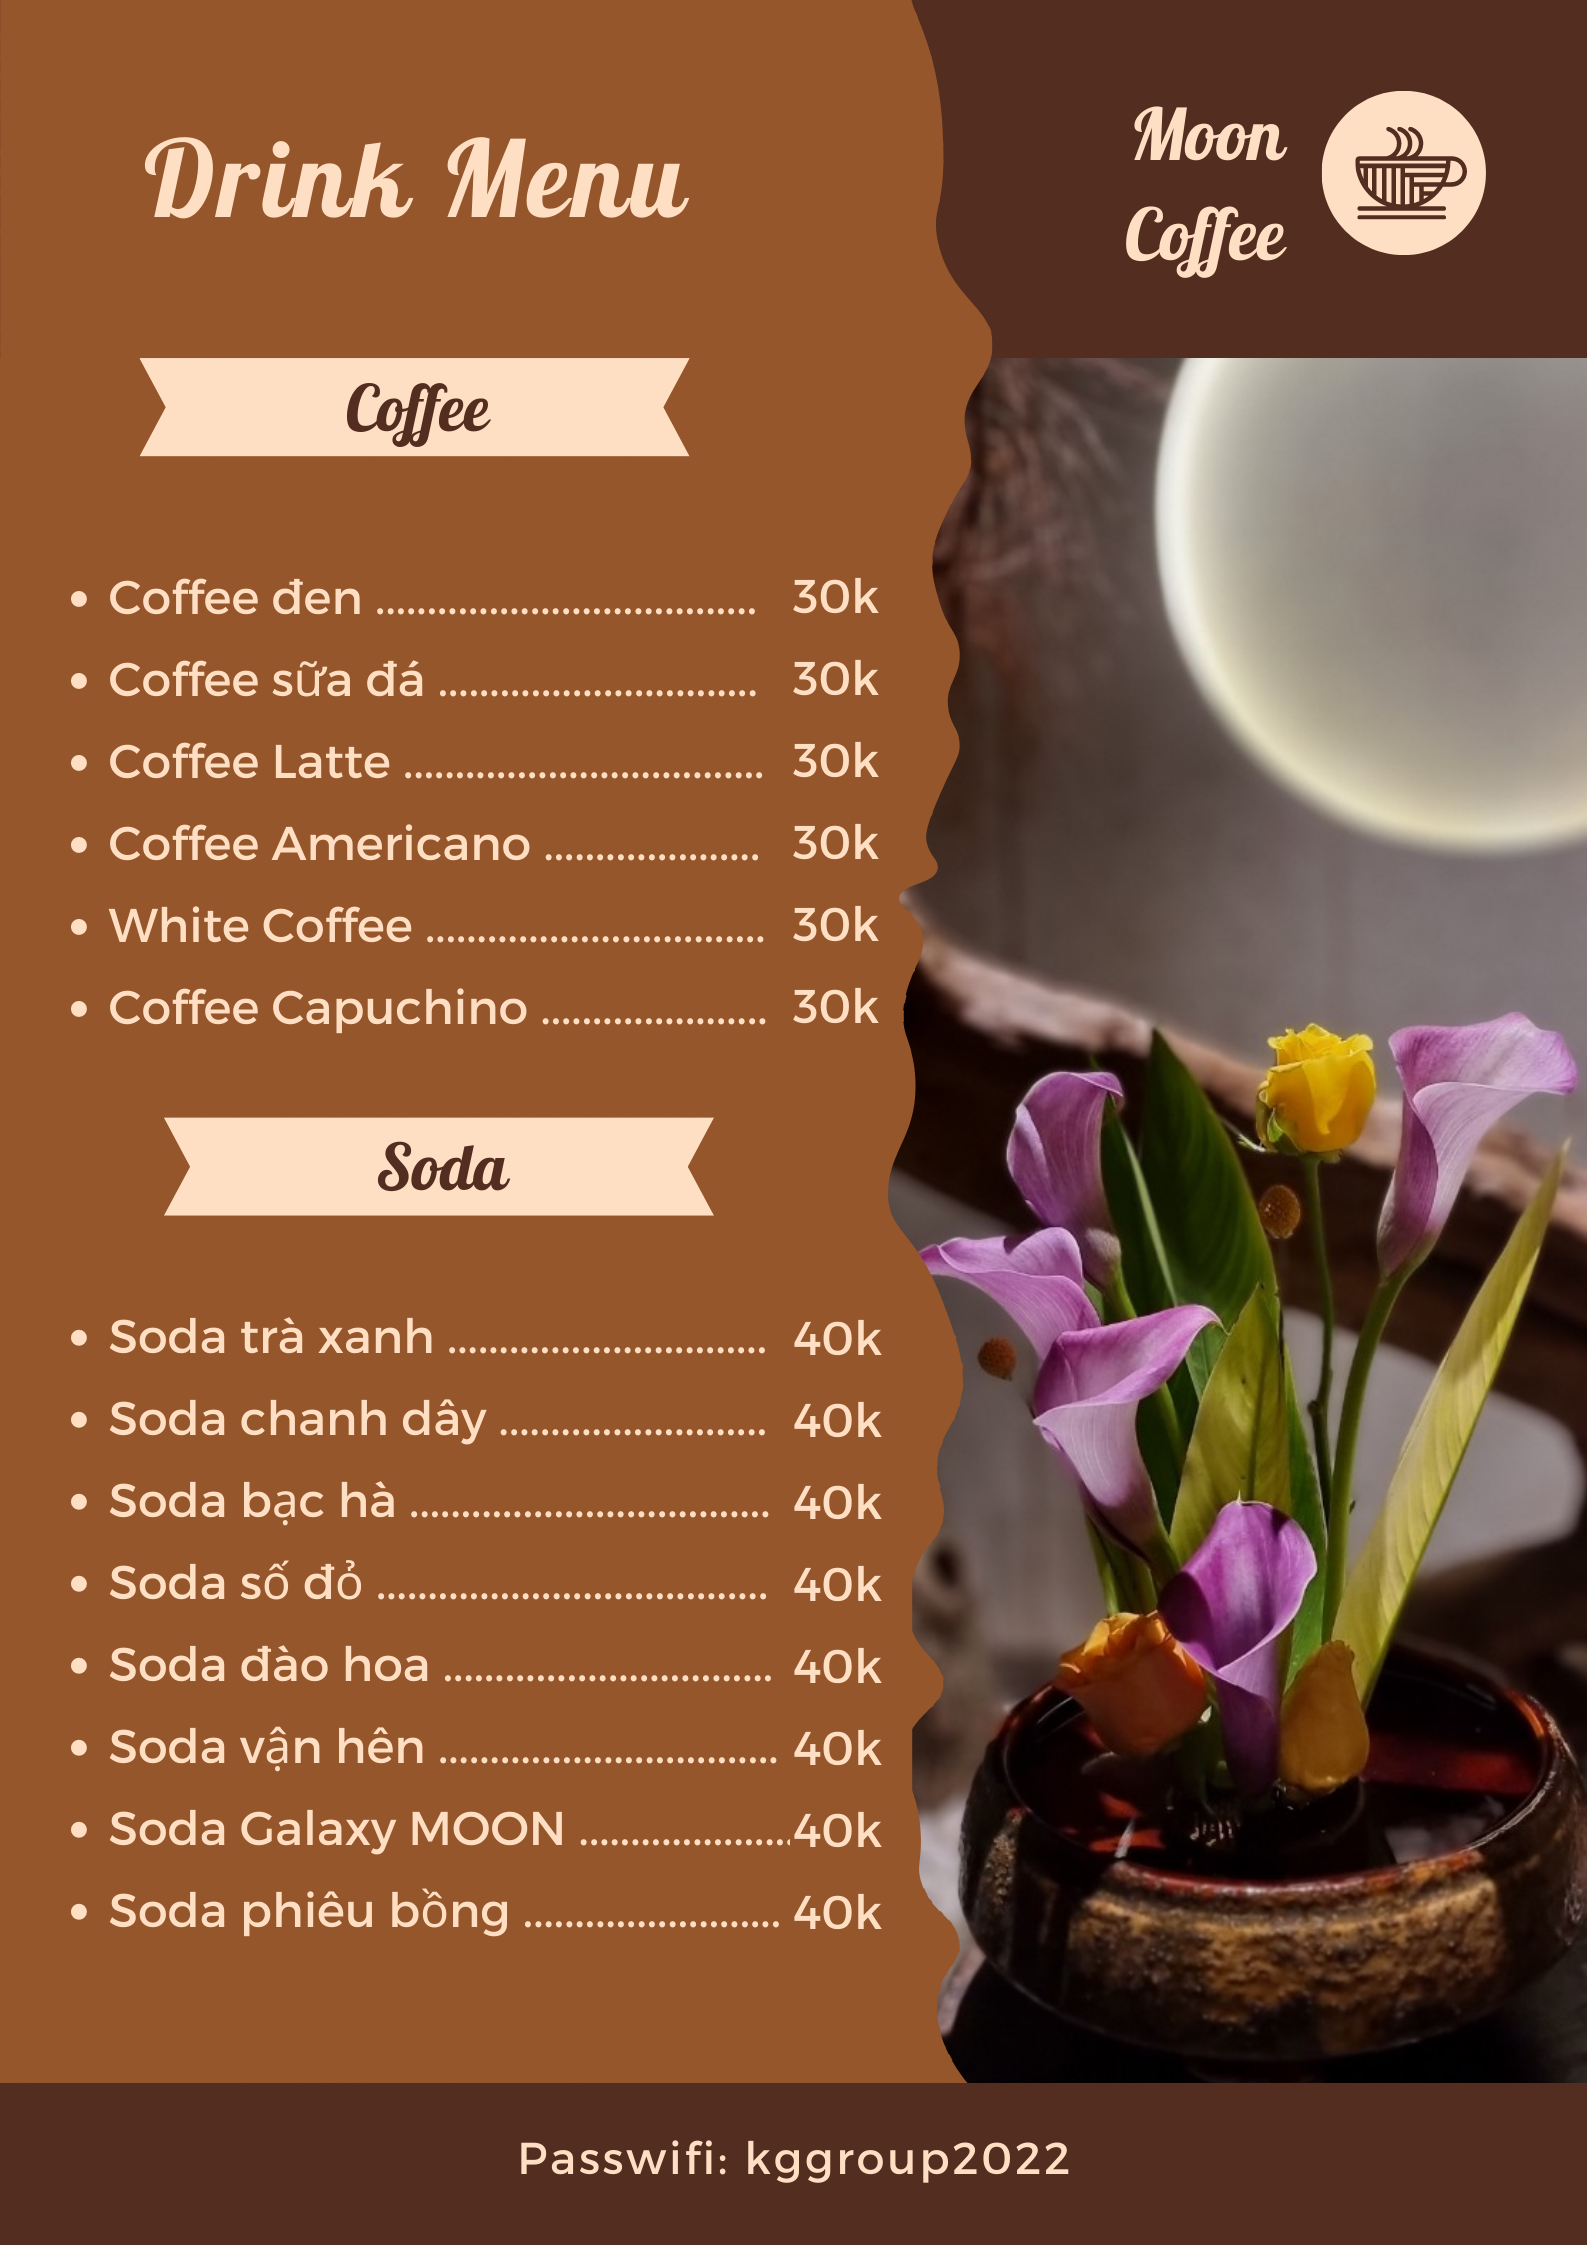 Drink Menu
Moon
Coffee
Coffee
• Coffee đen ..................................... 30k
• Coffee sữa đá ............................... 30k
• Coffee Latte ................................... 30k
• Coffee Americano ..................... 30k
• White Coffee ................................. 30k
• Coffee Capuchino ...................... 30k
Soda
• Soda trà xanh ............................... 40k
• Soda chanh dây .......................... 40k
• Soda bạc hà ................................... 40k
• Soda số đỏ ...................................... 40k
• Soda đào hoa ................................ 40k
• Soda vận hên ................................. 40k
• Soda Galaxy MOON ..................... 40k
• Soda phiêu bồng ......................... 40k
Passwifi: kggroup2022